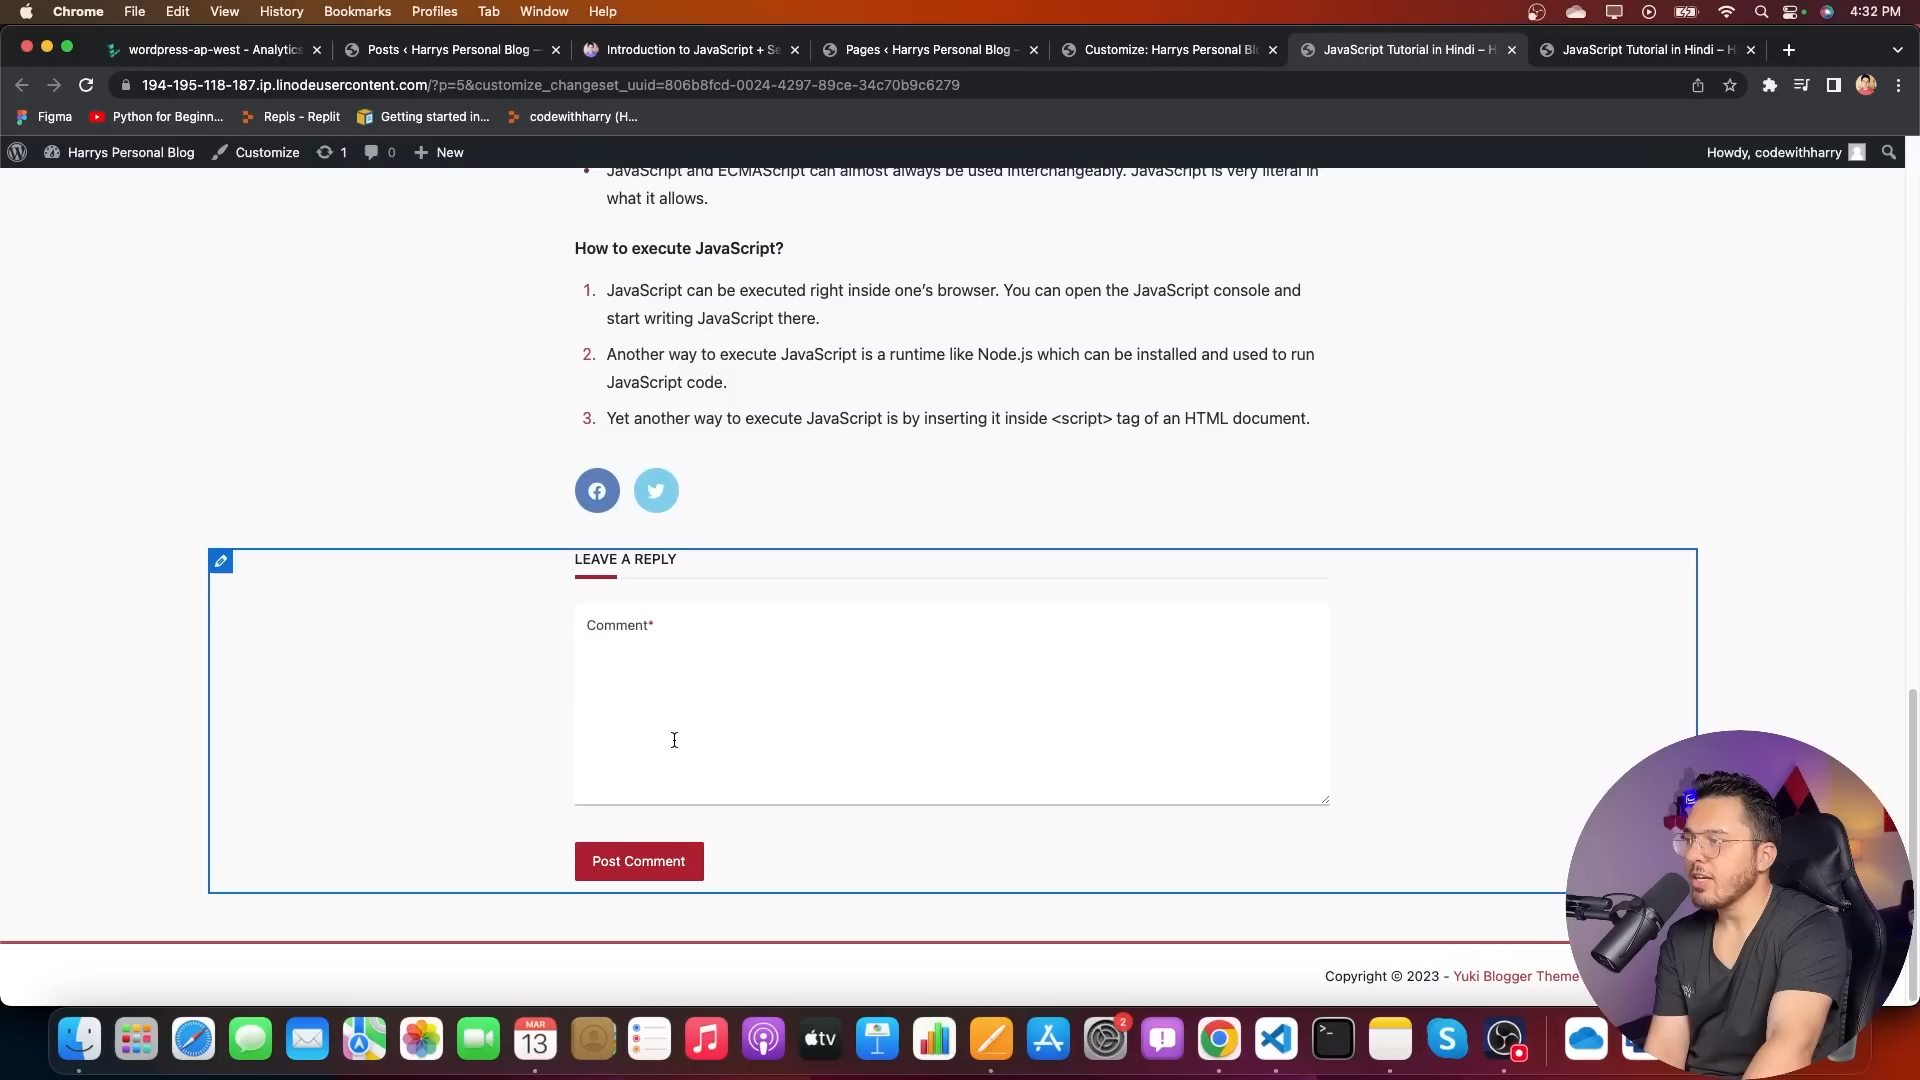 Chrome File Edit View History Bookmarks Profiles Tab Window Help 4:32 PM
wordpress-ap-west - Analytics
Posts ‹ Harrys Personal Blog —
Introduction to JavaScript + Se
Pages ‹ Harrys Personal Blog -
Customize: Harrys Personal Bl
JavaScript Tutorial in Hindi – H
JavaScript Tutorial in Hindi – H
194-195-118-187.ip.linodeusercontent.com/?p=5&customize_changeset_uuid=806b8fcd-0024-4297-89ce-34c70b9c6279
Figma Python for Beginn... Repls - Replit Getting started in... codewithharry (H...
Harrys Personal Blog Customize 1 0 New Howdy, codewithharry
• JavaScript and ECMAScript can almost always be used interchangeably. JavaScript is very literal in
what it allows.
How to execute JavaScript?
1. JavaScript can be executed right inside one’s browser. You can open the JavaScript console and
start writing JavaScript there.
2. Another way to execute JavaScript is a runtime like Node.js which can be installed and used to run
JavaScript code.
3. Yet another way to execute JavaScript is by inserting it inside <script> tag of an HTML document.
LEAVE A REPLY
Comment*
Post Comment
Copyright © 2023 - Yuki Blogger Theme
MAR
13
tv
2